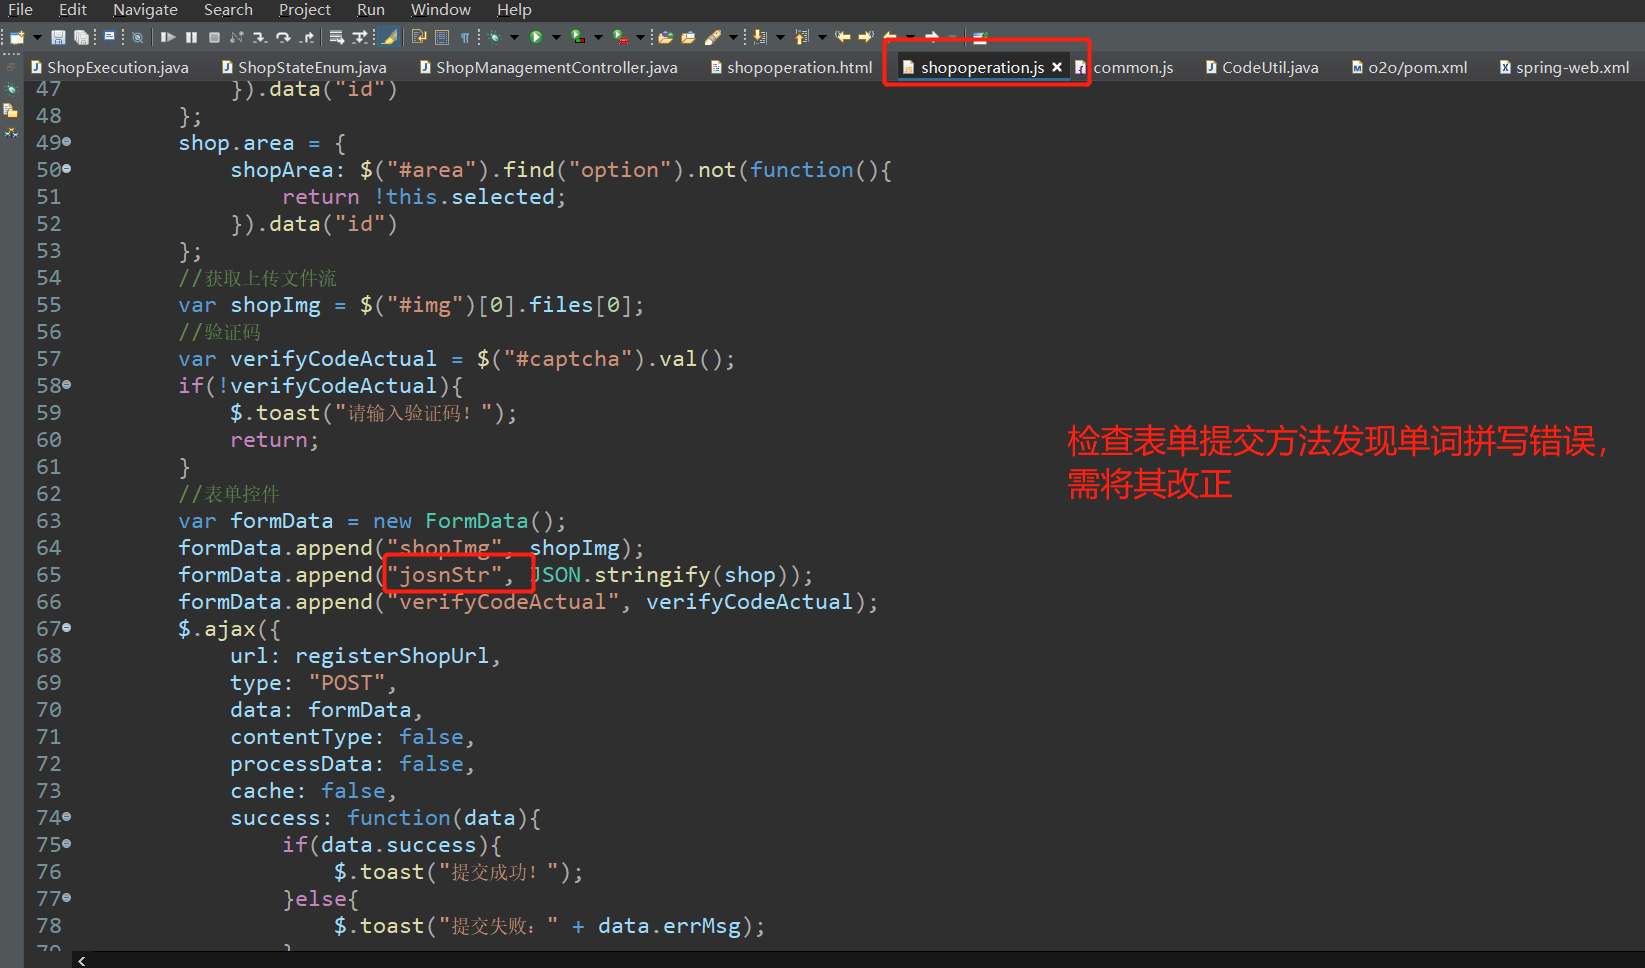 File Edit Navigate Search Project Run Window Help
ShopExecution.java ShopStateEnum.java ShopManagementController.java shopoperation.html shopoperation.js common.js CodeUtil.java o2o/pom.xml spring-web.xml
47 }).data("id")
48 };
49 shop.area = {
50 shopArea: $("#area").find("option").not(function(){
51 return !this.selected;
52 }).data("id")
53 };
54 //获取上传文件流
55 var shopImg = $("#img")[0].files[0];
56 //验证码
57 var verifyCodeActual = $("#captcha").val();
58 if(!verifyCodeActual){
59 $.toast("请输入验证码！");
60 return;
61 }
62 //表单控件
63 var formData = new FormData();
64 formData.append("shopImg", shopImg);
65 formData.append("josnStr", JSON.stringify(shop));
66 formData.append("verifyCodeActual", verifyCodeActual);
67 $.ajax({
68 url: registerShopUrl,
69 type: "POST",
70 data: formData,
71 contentType: false,
72 processData: false,
73 cache: false,
74 success: function(data){
75 if(data.success){
76 $.toast("提交成功！");
77 }else{
78 $.toast("提交失败：" + data.errMsg);
79 }
检查表单提交方法发现单词拼写错误，
需将其改正